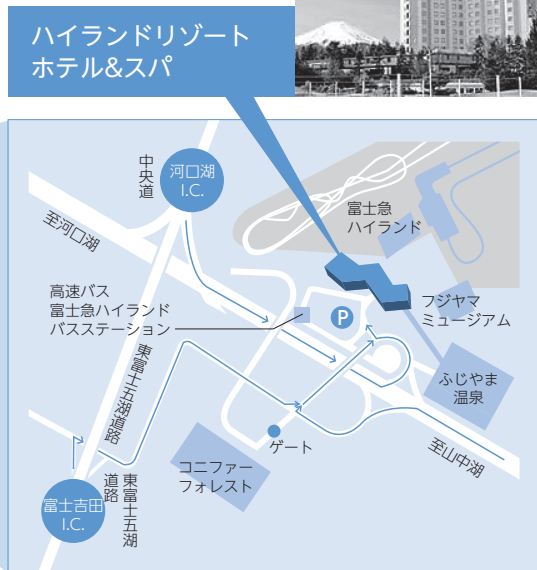 ハイランドリゾート
ホテル&スパ
中央道
河口湖
I.C.
至河口湖
富士急
ハイランド
高速バス
富士急ハイランド
バスステーション
P
フジヤマ
ミュージアム
東富士五湖道路
ふじやま
温泉
ゲート
至山中湖
コニファー
フォレスト
富士吉田
I.C.
東富士五湖
道路